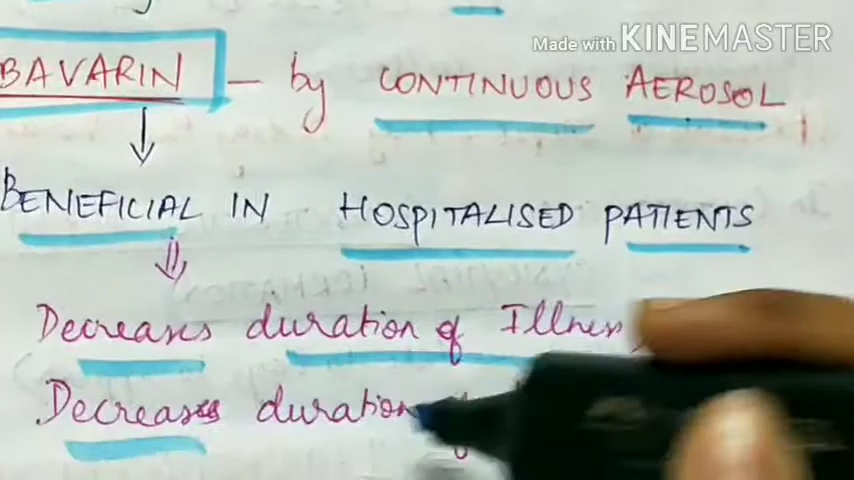 Made with KINEMASTER
BAVARIN — by CONTINUOUS AEROSOL
BENEFICIAL IN HOSPITALISED PATIENTS
Decreases duration of Illness,
Decreases duration